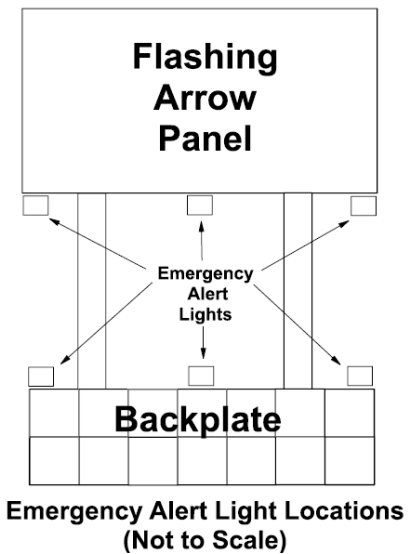 Flashing
Arrow
Panel
Emergency
Alert
Lights
Backplate
Emergency Alert Light Locations
(Not to Scale)